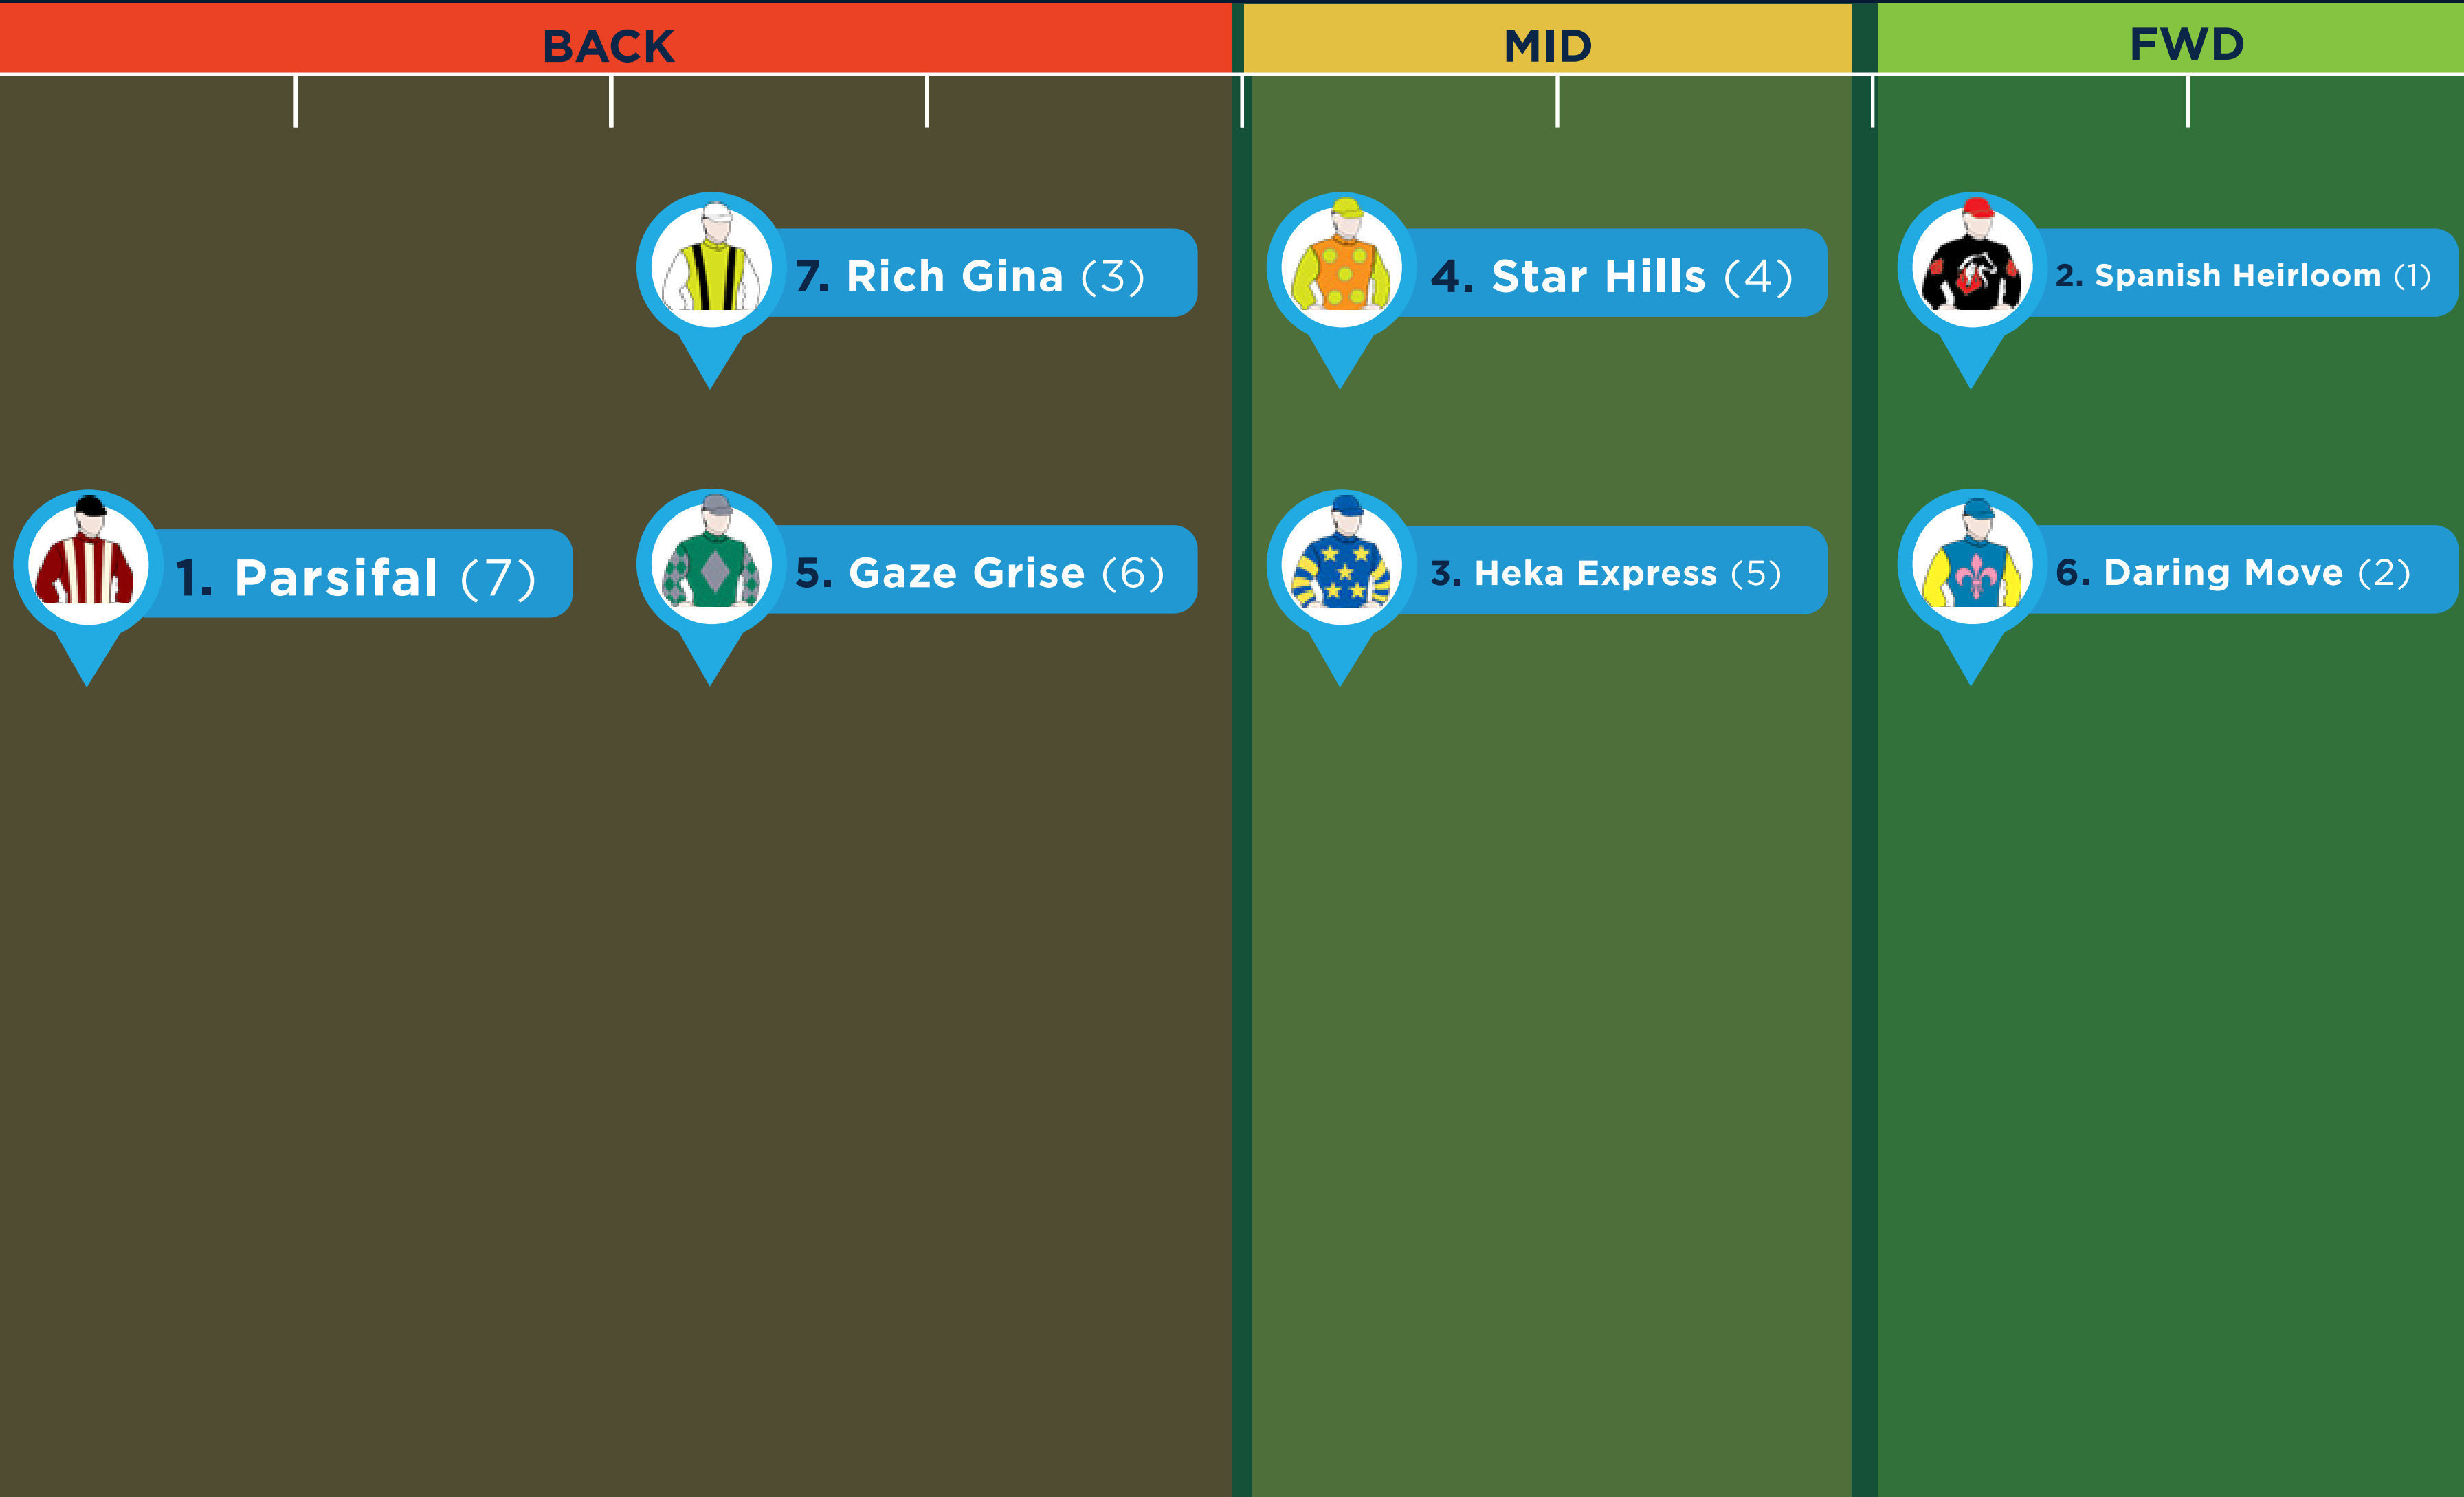 BACK MID FWD
7. Rich Gina (3)
4. Star Hills (4)
2. Spanish Heirloom (1)
1. Parsifal (7)
5. Gaze Grise (6)
3. Heka Express (5)
6. Daring Move (2)